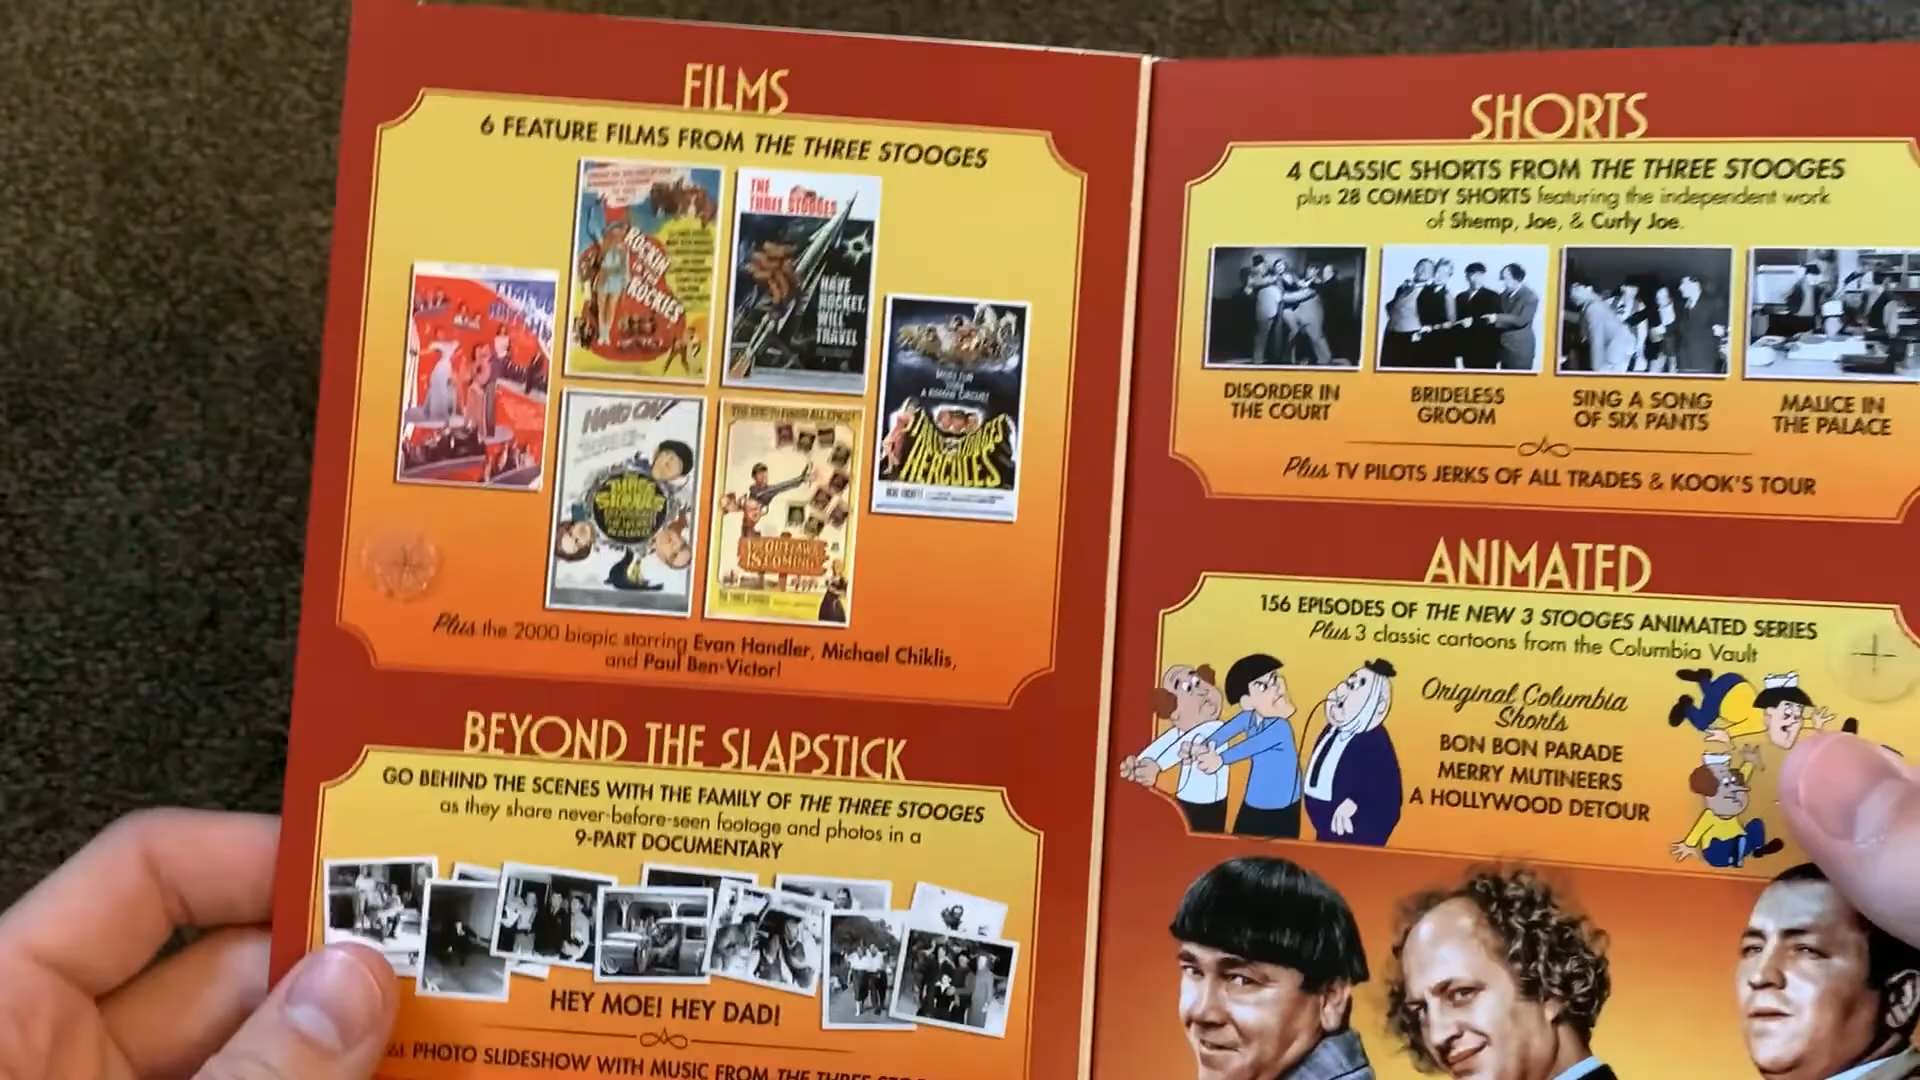 FILMS
6 FEATURE FILMS FROM THE THREE STOOGES
ROCKIN'
IN THE
ROCKIES
THE
THREE STOOGES
HAVE
ROCKET,
WILL
TRAVEL
HERCULES
HOLD ON!
OUTLAWS
IS COMING!
Plus the 2000 biopic starring Evan Handler, Michael Chiklis,
and Paul Ben-Victor!
BEYOND THE SLAPSTICK
GO BEHIND THE SCENES WITH THE FAMILY OF THE THREE STOOGES
as they share never-before-seen footage and photos in a
9-PART DOCUMENTARY
HEY MOE! HEY DAD!
PHOTO SLIDESHOW WITH MUSIC FROM THE THREE
SHORTS
4 CLASSIC SHORTS FROM THE THREE STOOGES
plus 28 COMEDY SHORTS featuring the independent work
of Shemp, Joe, & Curly Joe.
DISORDER IN
THE COURT
BRIDELESS
GROOM
SING A SONG
OF SIX PANTS
MALICE IN
THE PALACE
Plus TV PILOTS JERKS OF ALL TRADES & KOOK'S TOUR
ANIMATED
156 EPISODES OF THE NEW 3 STOOGES ANIMATED SERIES
Plus 3 classic cartoons from the Columbia Vault
Original Columbia
Shorts
BON BON PARADE
MERRY MUTINEERS
A HOLLYWOOD DETOUR